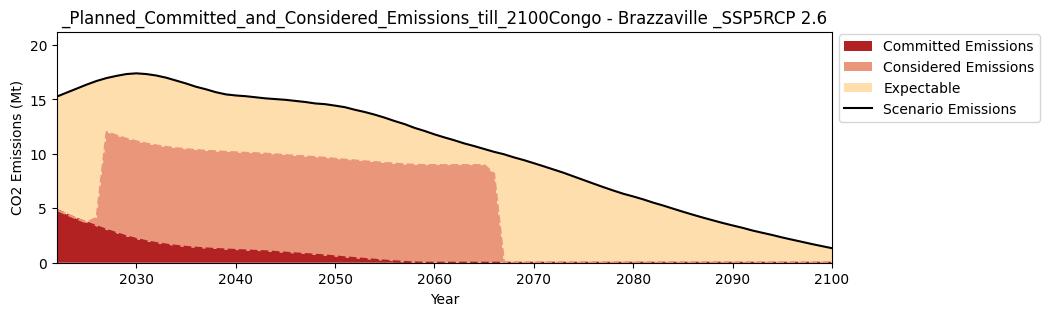 _Planned_Committed_and_Considered_Emissions_till_2100Congo - Brazzaville _SSP5RCP 2.6
Committed Emissions
Considered Emissions
Expectable
Scenario Emissions
CO2 Emissions (Mt)
20
15
10
5
0
2030 2040 2050 2060 2070 2080 2090 2100
Year